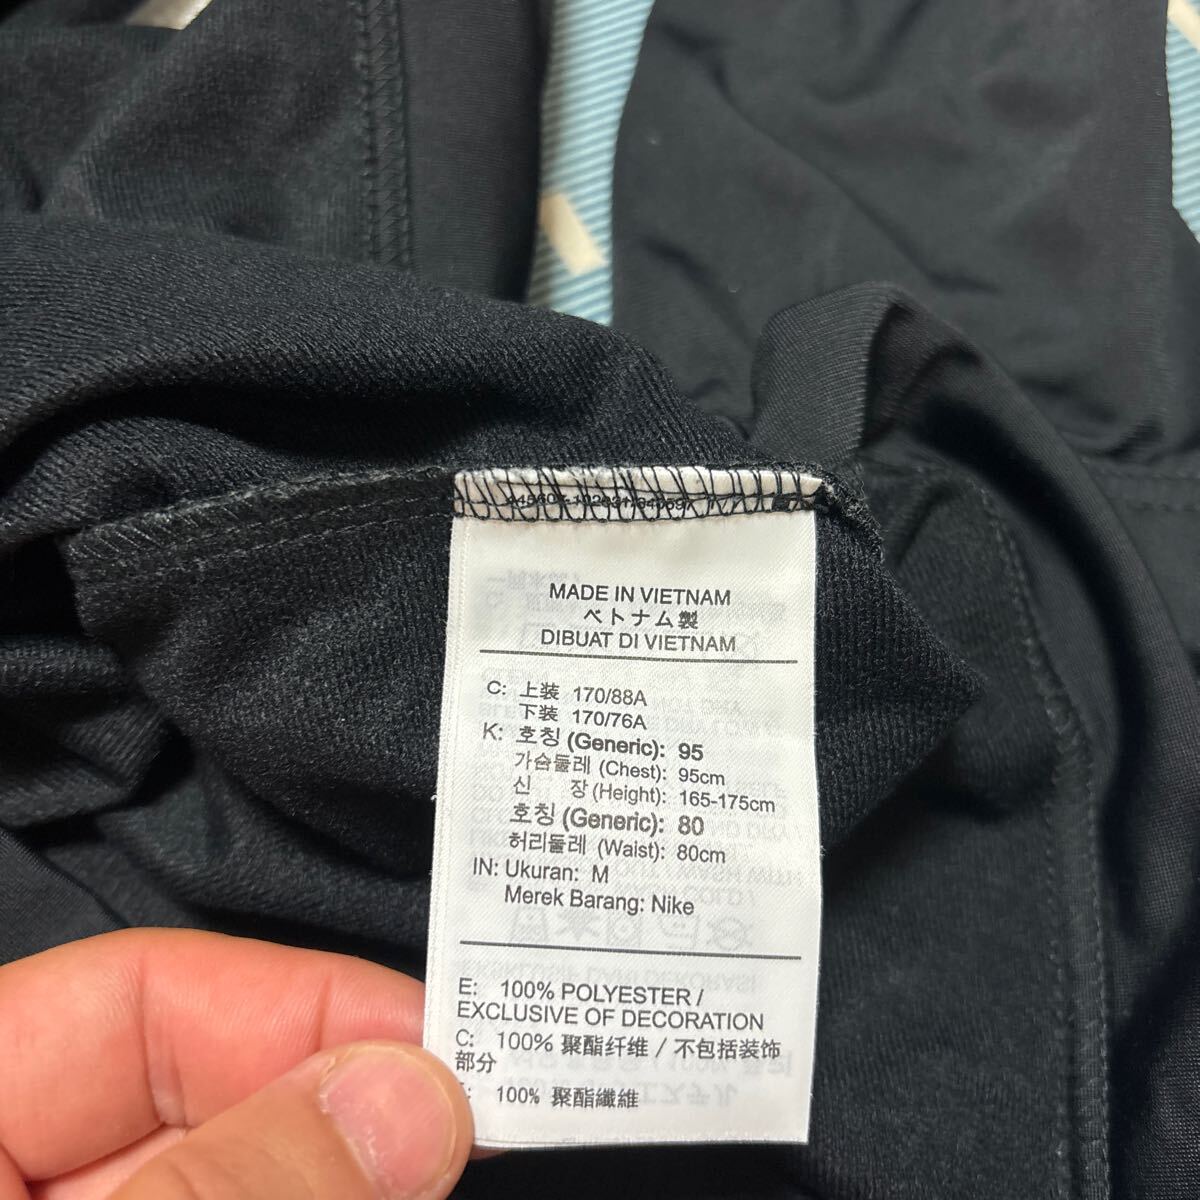 MADE IN VIETNAM
ベトナム製
DIBUAT DI VIETNAM
C: 上装 170/88A
下装 170/76A
K: 호칭 (Generic): 95
가슴둘레 (Chest): 95cm
신 장 (Height): 165-175cm
호칭 (Generic): 80
허리둘레 (Waist): 80cm
IN: Ukuran: M
Merek Barang: Nike
E: 100% POLYESTER /
EXCLUSIVE OF DECORATION
C: 100% 聚酯纤维 / 不包括装饰
部分
100% 聚酯纖維